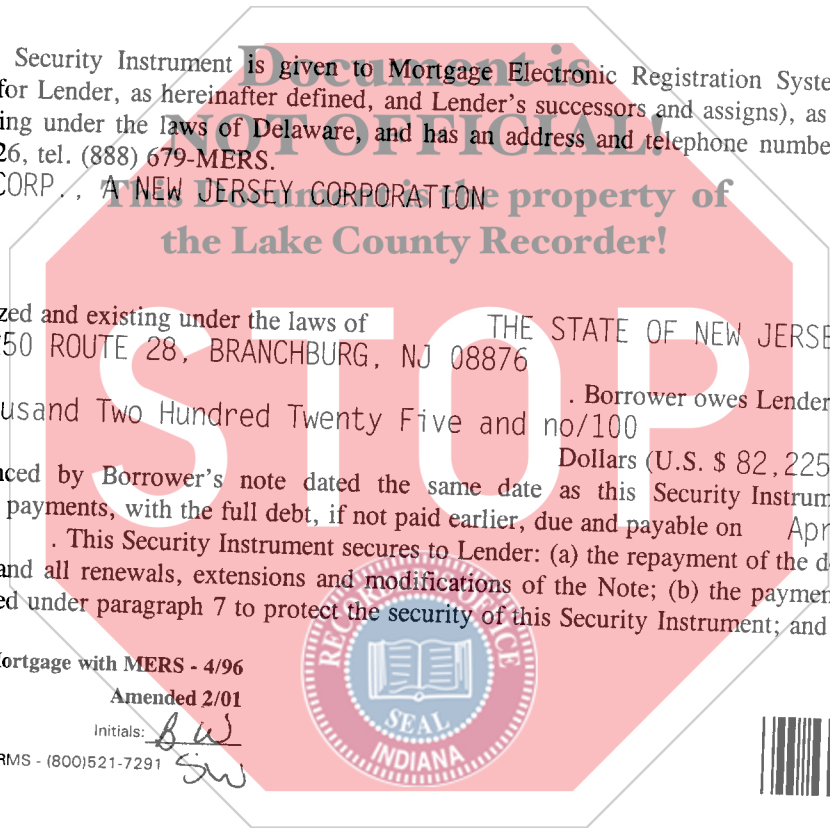 Document is
NOT OFFICIAL!
This Document is the property of
the Lake County Recorder!
STOP
Security Instrument is given to Mortgage Electronic Registration Syste
for Lender, as hereinafter defined, and Lender's successors and assigns), as
ing under the laws of Delaware, and has an address and telephone numbe
26, tel. (888) 679-MERS.
CORP., A NEW JERSEY CORPORATION
zed and existing under the laws of THE STATE OF NEW JERSE
50 ROUTE 28, BRANCHBURG, NJ 08876
. Borrower owes Lender
usand Two Hundred Twenty Five and no/100
Dollars (U.S. $ 82,225
nced by Borrower's note dated the same date as this Security Instrum
payments, with the full debt, if not paid earlier, due and payable on Apr
. This Security Instrument secures to Lender: (a) the repayment of the d
and all renewals, extensions and modifications of the Note; (b) the paymen
ed under paragraph 7 to protect the security of this Security Instrument; and
RECORDER'S OFFICE
SEAL
INDIANA
ortgage with MERS - 4/96
Amended 2/01
Initials: B W
RMS - (800)521-7291 SW